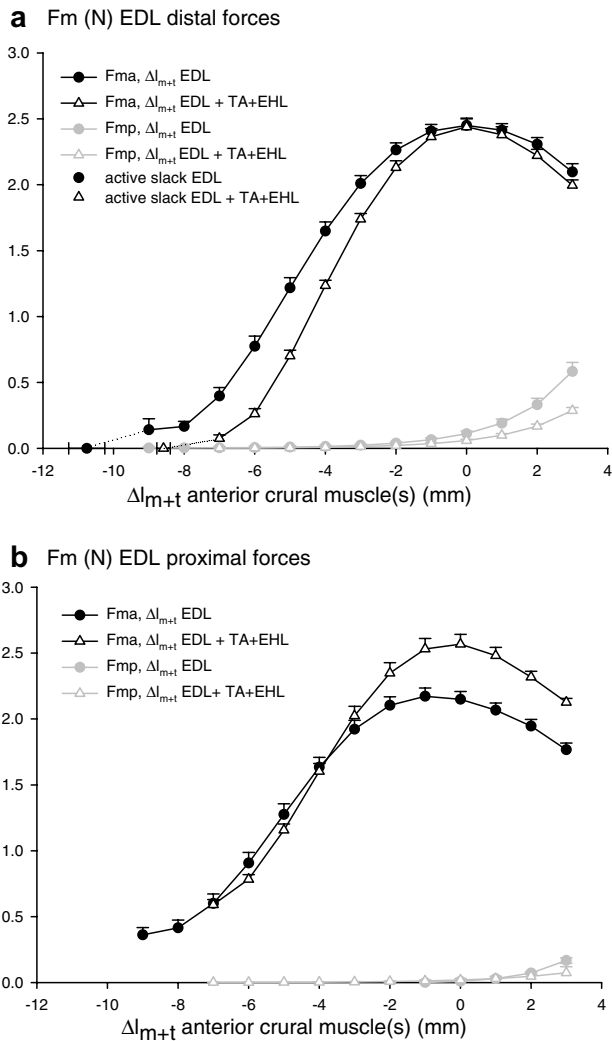 a Fm (N) EDL distal forces
3.0
2.5
2.0
1.5
1.0
0.5
0.0
Fma, Δlm+t EDL
Fma, Δlm+t EDL + TA+EHL
Fmp, Δlm+t EDL
Fmp, Δlm+t EDL + TA+EHL
active slack EDL
active slack EDL + TA+EHL
-12 -10 -8 -6 -4 -2 0 2 4
Δlm+t anterior crural muscle(s) (mm)
b Fm (N) EDL proximal forces
3.0
2.5
2.0
1.5
1.0
0.5
0.0
Fma, Δlm+t EDL
Fma, Δlm+t EDL + TA+EHL
Fmp, Δlm+t EDL
Fmp, Δlm+t EDL+ TA+EHL
-12 -10 -8 -6 -4 -2 0 2 4
Δlm+t anterior crural muscle(s) (mm)